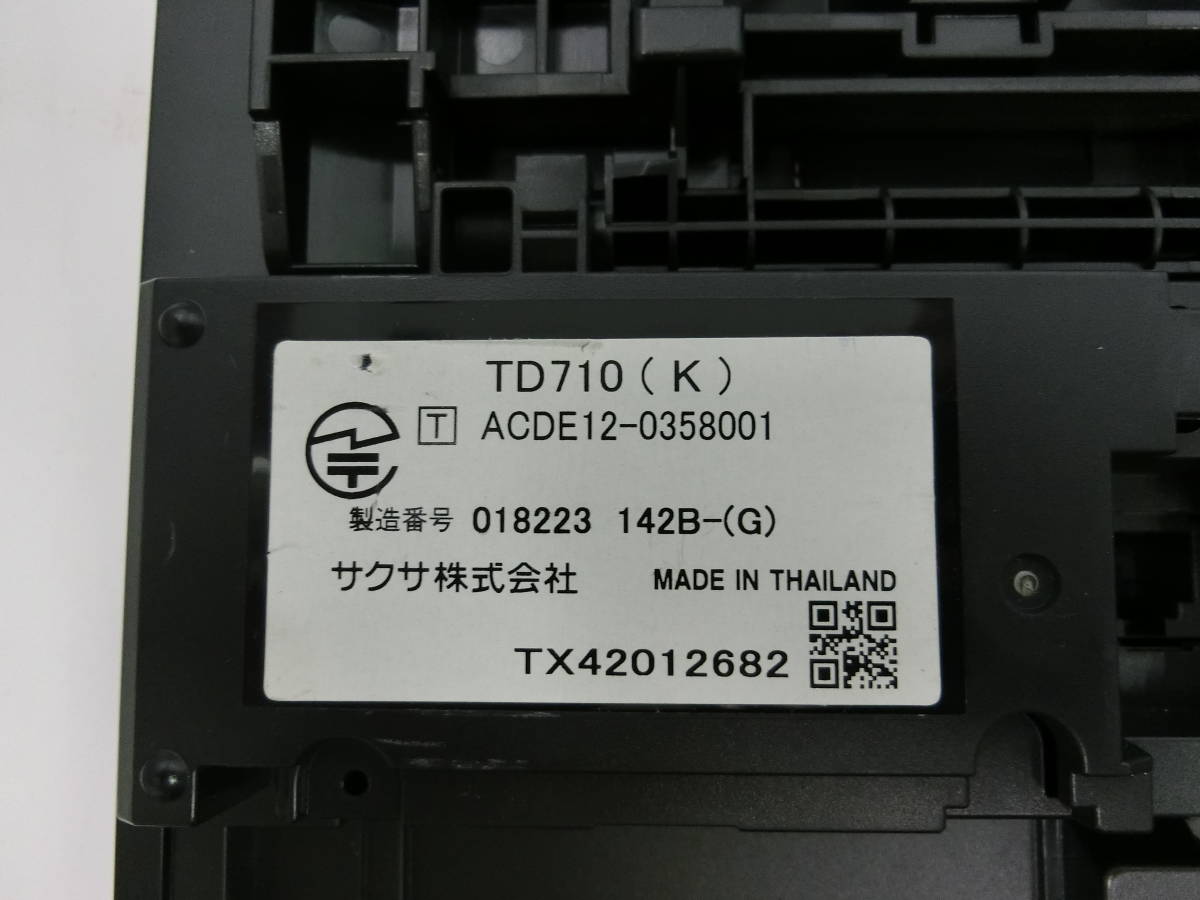 TD710 ( K )
T ACDE12-0358001
製造番号 018223 142B-(G)
サクサ株式会社 MADE IN THAILAND
TX42012682